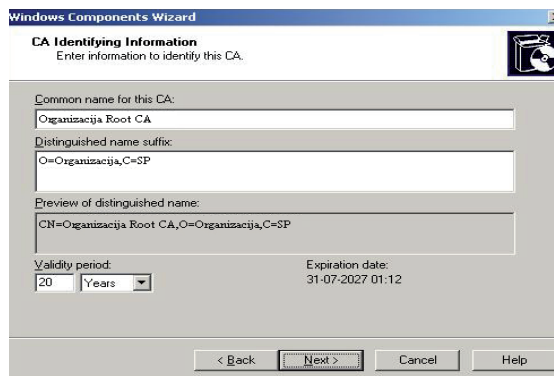 Windows Components Wizard
CA Identifying Information
Enter information to identify this CA.
Common name for this CA:
Organizacija Root CA
Distinguished name suffix:
O=Organizacija,C=SP
Preview of distinguished name:
CN=Organizacija Root CA,O=Organizacija,C=SP
Validity period:
Expiration date:
20 Years
31-07-2027 01:12
< Back
Next >
Cancel
Help